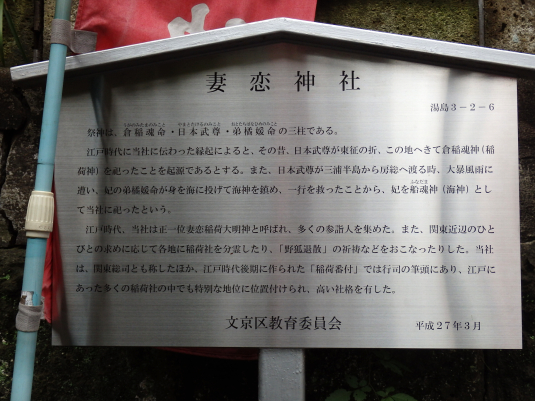 妻恋神社
湯島3-2-6
祭神は、倉稲魂命・日本武尊・弟橘媛命の三柱である。
江戸時代に当社に伝わった縁起によると、その昔、日本武尊が東征の折、この地へきて倉稲魂神（稲
荷神）を祀ったことを起源であるとする。また、日本武尊が三浦半島から房総へ渡る時、大暴風雨に
遭い、妃の弟橘媛命が身を海に投げて海神を鎮め、一行を救ったことから、妃を船魂神（海神）とし
て当社に祀ったという。
江戸時代、当社は正一位妻恋稲荷大明神と呼ばれ、多くの参詣人を集めた。また、関東近辺のひと
びとの求めに応じて各地に稲荷社を分霊したり、「野狐退散」の祈祷などをおこなったりした。当社
は、関東総司とも称したほか、江戸時代後期に作られた「稲荷番付」では行司の筆頭にあり、江戸に
あった多くの稲荷社の中でも特別な地位に位置付けられ、高い社格を有した。
文京区教育委員会
平成27年3月